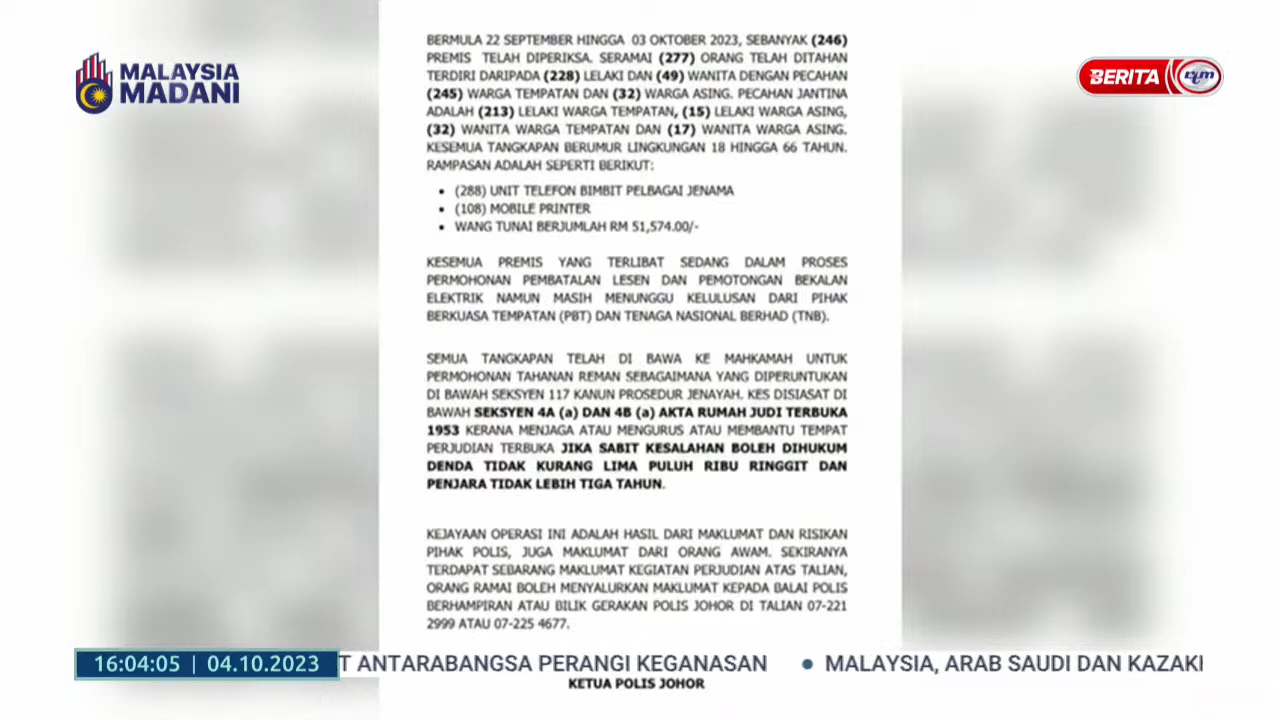 BERMULA 22 SEPTEMBER HINGGA 03 OKTOBER 2023, SEBANYAK (246)
PREMIS TELAH DIPERIKSA. SERAMAI (277) ORANG TELAH DITAHAN
TERDIRI DARIPADA (228) LELAKI DAN (49) WANITA DENGAN PECAHAN
(245) WARGA TEMPATAN DAN (32) WARGA ASING. PECAHAN JANTINA
ADALAH (213) LELAKI WARGA TEMPATAN, (15) LELAKI WARGA ASING,
(32) WANITA WARGA TEMPATAN DAN (17) WANITA WARGA ASING.
KESEMUA TANGKAPAN BERUMUR LINGKUNGAN 18 HINGGA 66 TAHUN.
RAMPASAN ADALAH SEPERTI BERIKUT:
• (288) UNIT TELEFON BIMBIT PELBAGAI JENAMA
• (108) MOBILE PRINTER
• WANG TUNAI BERJUMLAH RM 51,574.00/-
KESEMUA PREMIS YANG TERLIBAT SEDANG DALAM PROSES
PERMOHONAN PEMBATALAN LESEN DAN PEMOTONGAN BEKALAN
ELEKTRIK NAMUN MASIH MENUNGGU KELULUSAN DARI PIHAK
BERKUASA TEMPATAN (PBT) DAN TENAGA NASIONAL BERHAD (TNB).
SEMUA TANGKAPAN TELAH DI BAWA KE MAHKAMAH UNTUK
PERMOHONAN TAHANAN REMAN SEBAGAIMANA YANG DIPERUNTUKAN
DI BAWAH SEKSYEN 117 KANUN PROSEDUR JENAYAH. KES DISIASAT DI
BAWAH SEKSYEN 4A (a) DAN 4B (a) AKTA RUMAH JUDI TERBUKA
1953 KERANA MENJAGA ATAU MENGURUS ATAU MEMBANTU TEMPAT
PERJUDIAN TERBUKA JIKA SABIT KESALAHAN BOLEH DIHUKUM
DENDA TIDAK KURANG LIMA PULUH RIBU RINGGIT DAN
PENJARA TIDAK LEBIH TIGA TAHUN.
KEJAYAAN OPERASI INI ADALAH HASIL DARI MAKLUMAT DAN RISIKAN
PIHAK POLIS, JUGA MAKLUMAT DARI ORANG AWAM. SEKIRANYA
TERDAPAT SEBARANG MAKLUMAT KEGIATAN PERJUDIAN ATAS TALIAN,
ORANG RAMAI BOLEH MENYALURKAN MAKLUMAT KEPADA BALAI POLIS
BERHAMPIRAN ATAU BILIK GERAKAN POLIS JOHOR DI TALIAN 07-221
2999 ATAU 07-225 4677.
KETUA POLIS JOHOR
MALAYSIA
MADANI
BERITA rtm
16:04:05 | 04.10.2023
T ANTARABANGSA PERANGI KEGANASAN • MALAYSIA, ARAB SAUDI DAN KAZAK